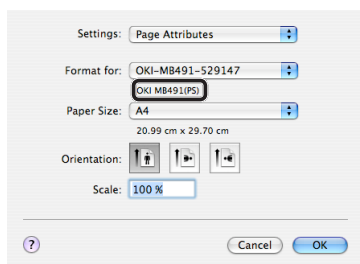 Settings: Page Attributes
Format for: OKI-MB491-529147
OKI MB491(PS)
Paper Size: A4
20.99 cm x 29.70 cm
Orientation:
Scale: 100 %
? Cancel OK